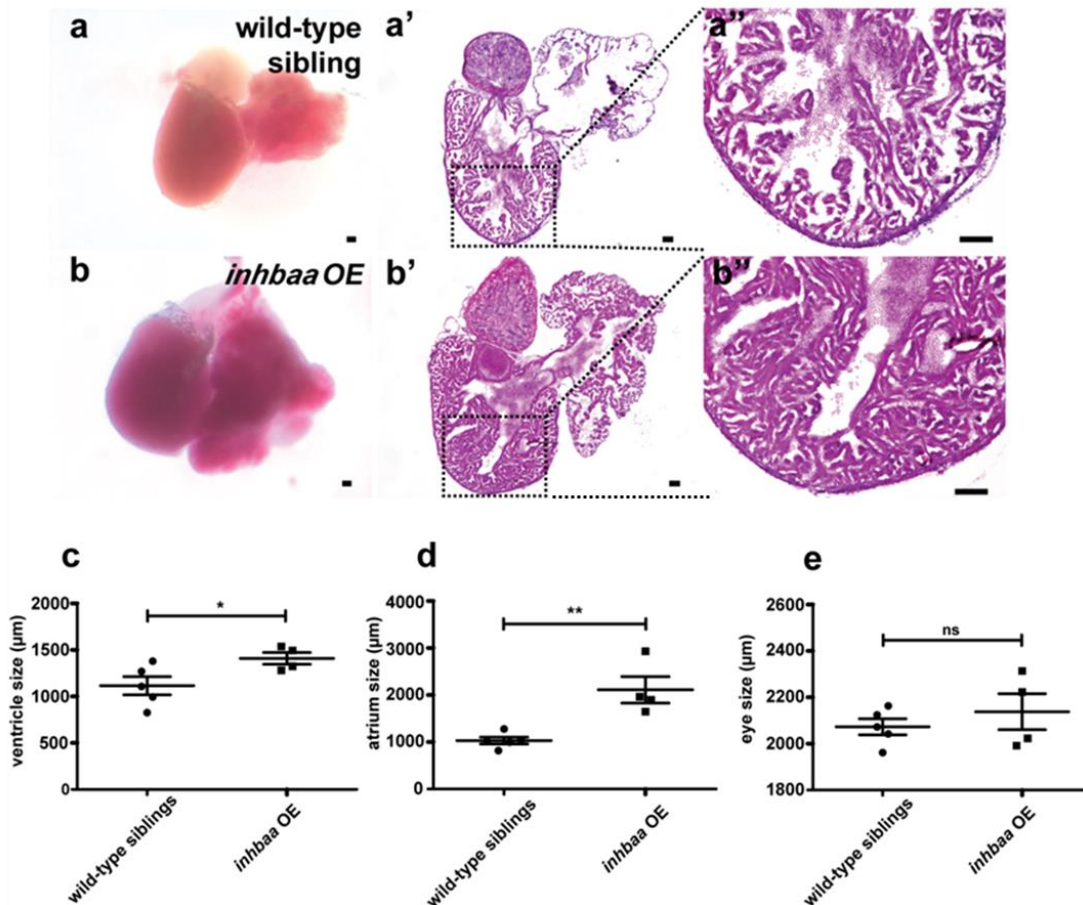 a
wild-type
sibling
a'
a''
b
inhbaa OE
b'
b''
c
2000
1500
1000
500
0
ventricle size (μm)
*
wild-type siblings
inhbaa OE
d
4000
3000
2000
1000
0
atrium size (μm)
**
wild-type siblings
inhbaa OE
e
2600
2400
2200
2000
1800
eye size (μm)
ns
wild-type siblings
inhbaa OE